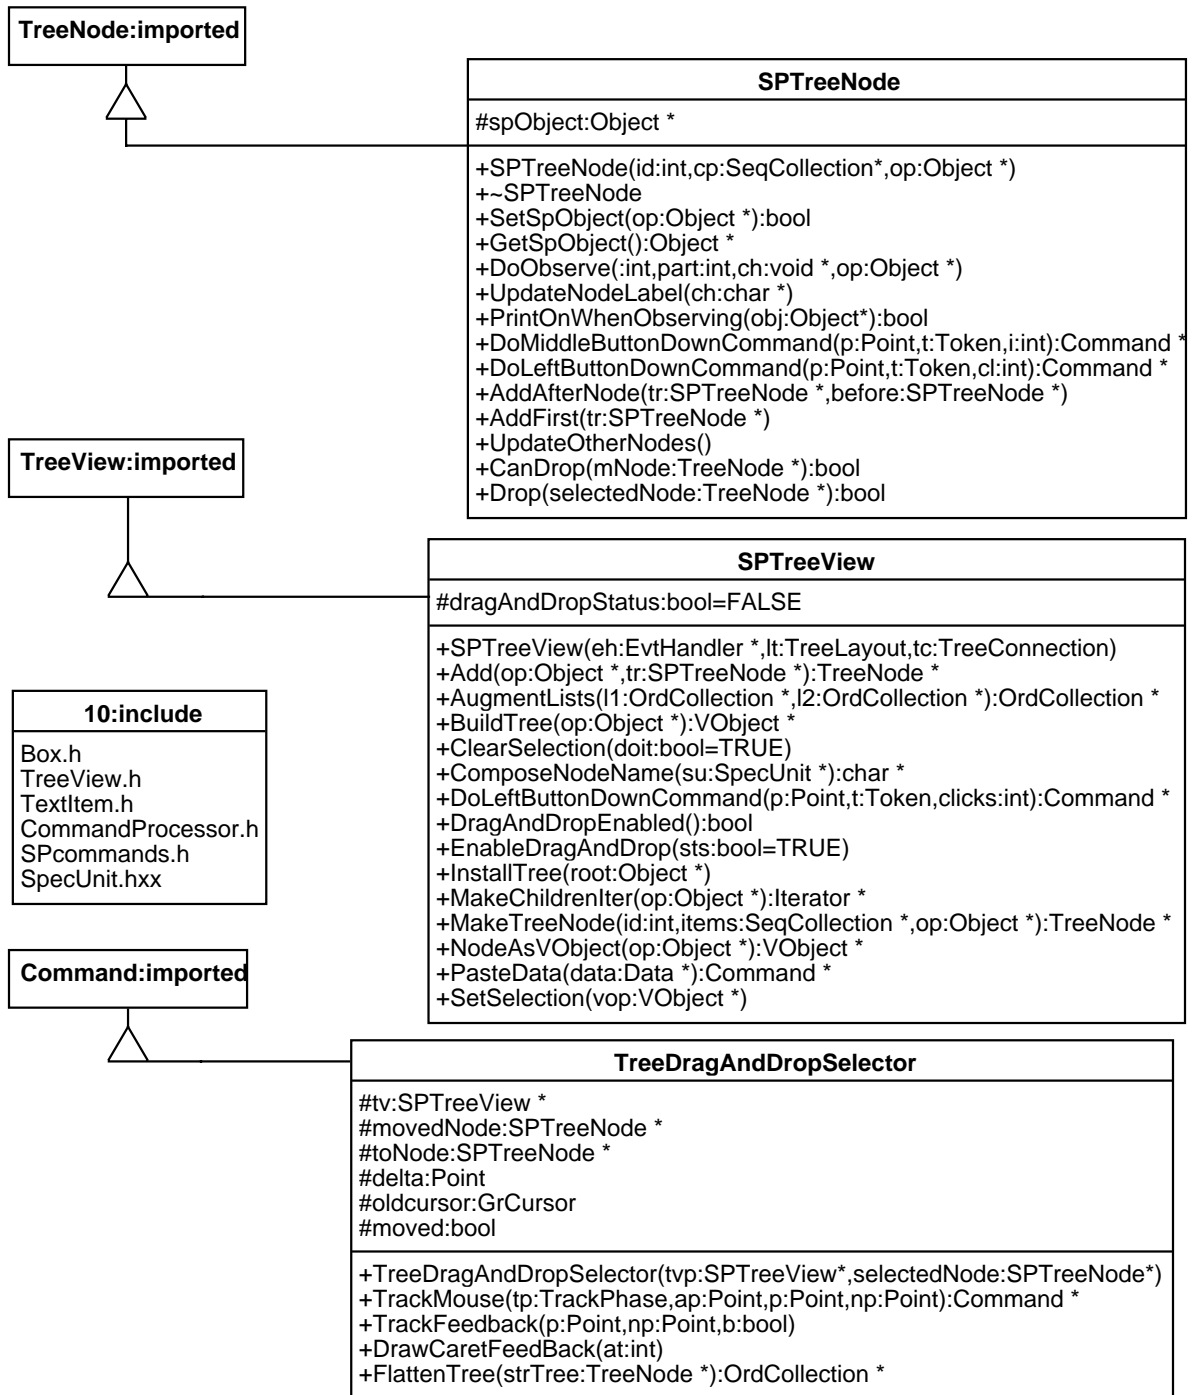 TreeNode:imported
SPTreeNode
#spObject:Object *
+SPTreeNode(id:int,cp:SeqCollection*,op:Object *)
+~SPTreeNode
+SetSpObject(op:Object *):bool
+GetSpObject():Object *
+DoObserve(:int,part:int,ch:void *,op:Object *)
+UpdateNodeLabel(ch:char *)
+PrintOnWhenObserving(obj:Object*):bool
+DoMiddleButtonDownCommand(p:Point,t:Token,i:int):Command *
+DoLeftButtonDownCommand(p:Point,t:Token,cl:int):Command *
+AddAfterNode(tr:SPTreeNode *,before:SPTreeNode *)
+AddFirst(tr:SPTreeNode *)
+UpdateOtherNodes()
+CanDrop(mNode:TreeNode *):bool
+Drop(selectedNode:TreeNode *):bool
TreeView:imported
SPTreeView
#dragAndDropStatus:bool=FALSE
+SPTreeView(eh:EvtHandler *,lt:TreeLayout,tc:TreeConnection)
+Add(op:Object *,tr:SPTreeNode *):TreeNode *
+AugmentLists(l1:OrdCollection *,l2:OrdCollection *):OrdCollection *
+BuildTree(op:Object *):VObject *
+ClearSelection(doit:bool=TRUE)
+ComposeNodeName(su:SpecUnit *):char *
+DoLeftButtonDownCommand(p:Point,t:Token,clicks:int):Command *
+DragAndDropEnabled():bool
+EnableDragAndDrop(sts:bool=TRUE)
+InstallTree(root:Object *)
+MakeChildrenIter(op:Object *):Iterator *
+MakeTreeNode(id:int,items:SeqCollection *,op:Object *):TreeNode *
+NodeAsVObject(op:Object *):VObject *
+PasteData(data:Data *):Command *
+SetSelection(vop:VObject *)
10:include
Box.h
TreeView.h
TextItem.h
CommandProcessor.h
SPcommands.h
SpecUnit.hxx
Command:imported
TreeDragAndDropSelector
#tv:SPTreeView *
#movedNode:SPTreeNode *
#toNode:SPTreeNode *
#delta:Point
#oldcursor:GrCursor
#moved:bool
+TreeDragAndDropSelector(tvp:SPTreeView*,selectedNode:SPTreeNode*)
+TrackMouse(tp:TrackPhase,ap:Point,p:Point,np:Point):Command *
+TrackFeedback(p:Point,np:Point,b:bool)
+DrawCaretFeedBack(at:int)
+FlattenTree(strTree:TreeNode *):OrdCollection *